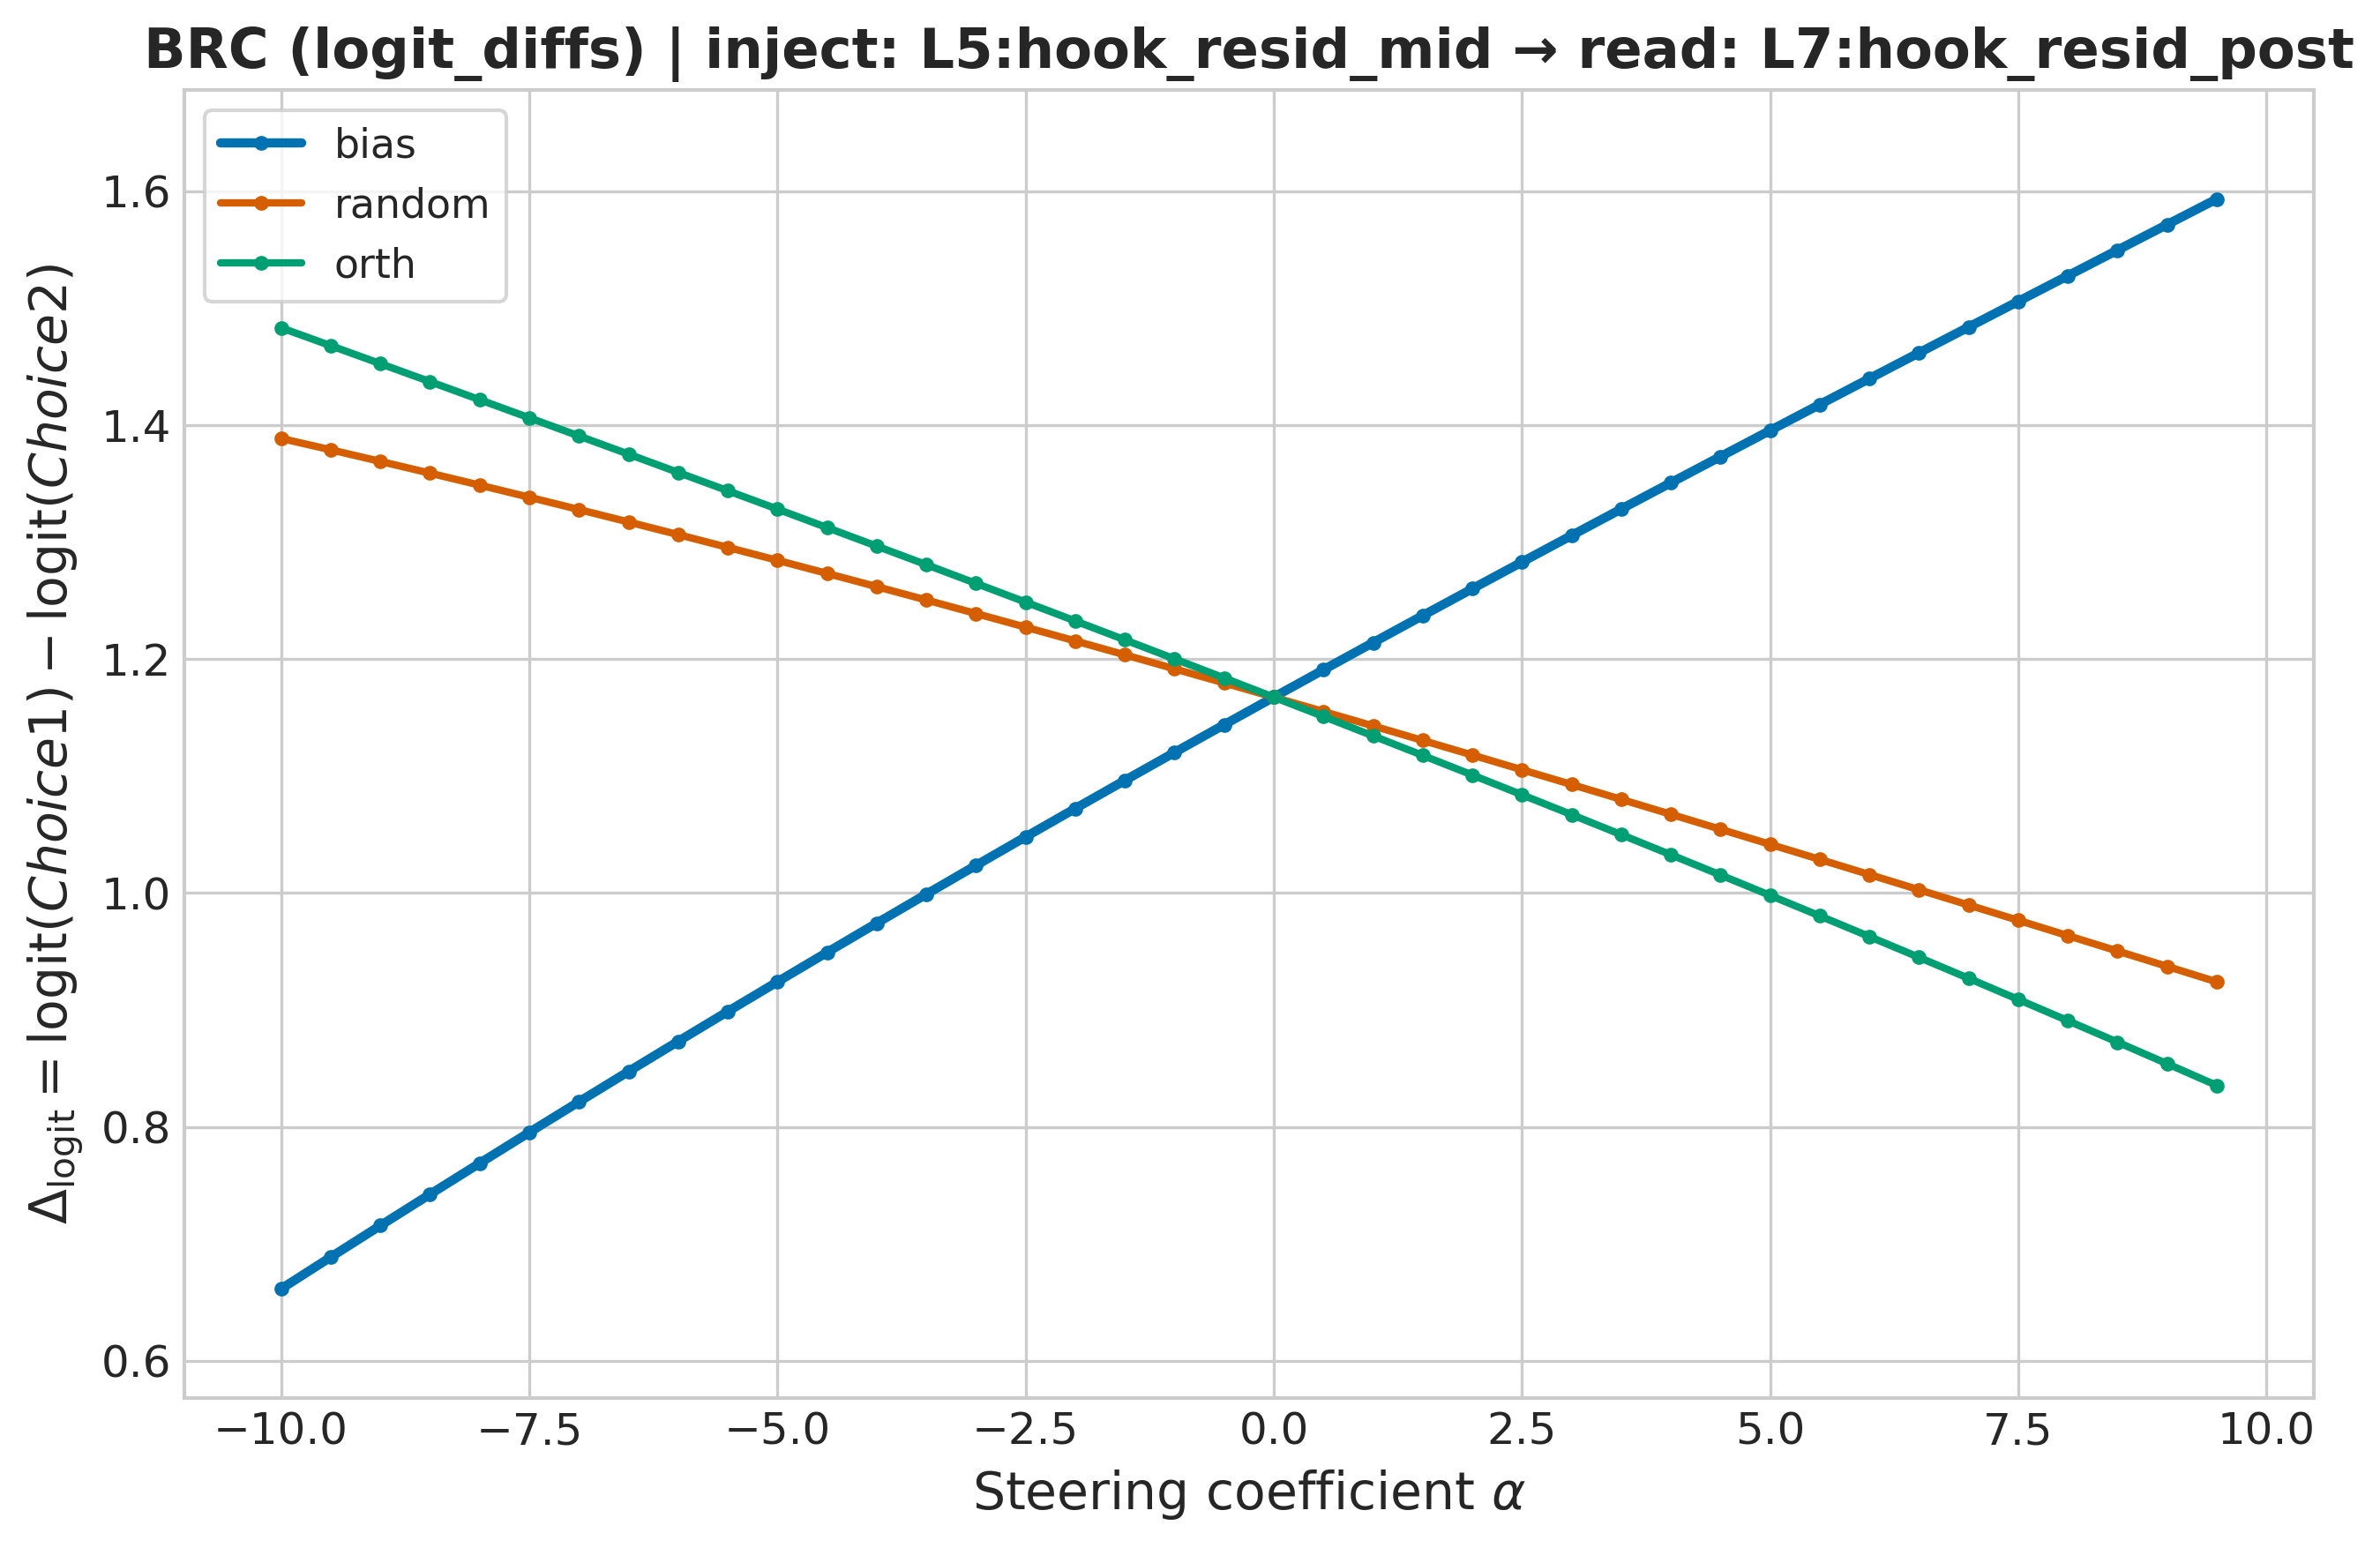 BRC (logit_diffs) | inject: L5:hook_resid_mid → read: L7:hook_resid_post
bias
random
orth
Δlogit = logit(Choice1) − logit(Choice2)
1.6
1.4
1.2
1.0
0.8
0.6
−10.0 −7.5 −5.0 −2.5 0.0 2.5 5.0 7.5 10.0
Steering coefficient α